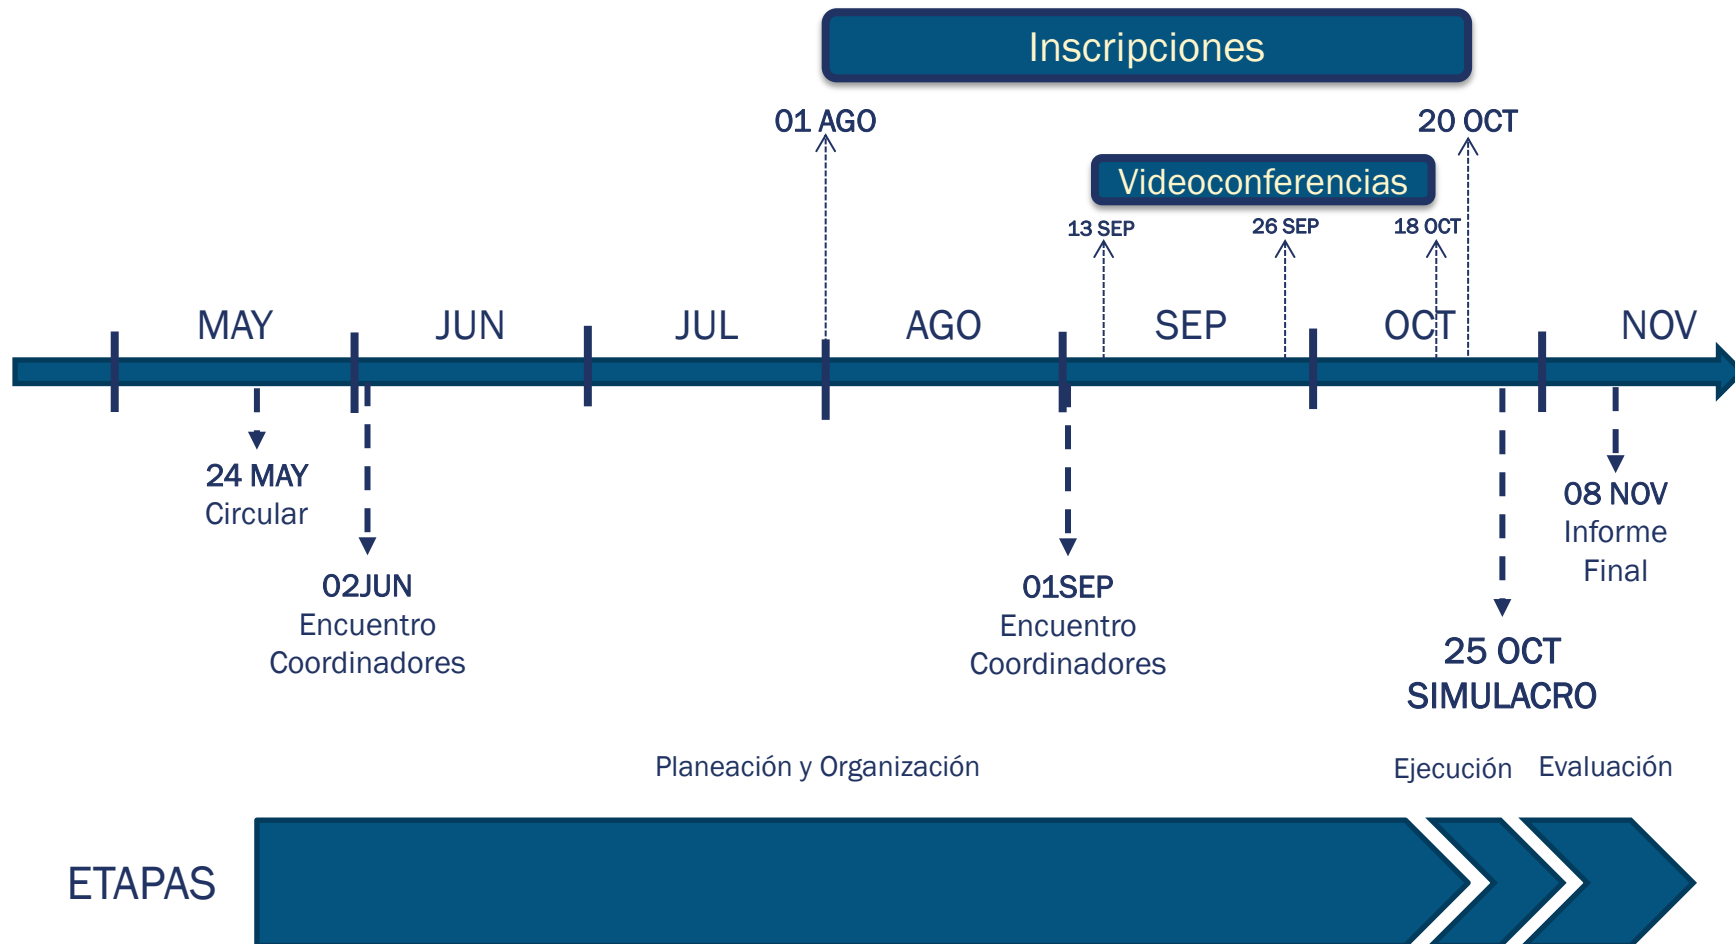 Inscripciones
01 AGO
20 OCT
Videoconferencias
13 SEP
26 SEP
18 OCT
MAY
JUN
JUL
AGO
SEP
OCT
NOV
24 MAY
Circular
02JUN
Encuentro
Coordinadores
01SEP
Encuentro
Coordinadores
25 OCT
SIMULACRO
08 NOV
Informe
Final
Planeación y Organización
Ejecución
Evaluación
ETAPAS